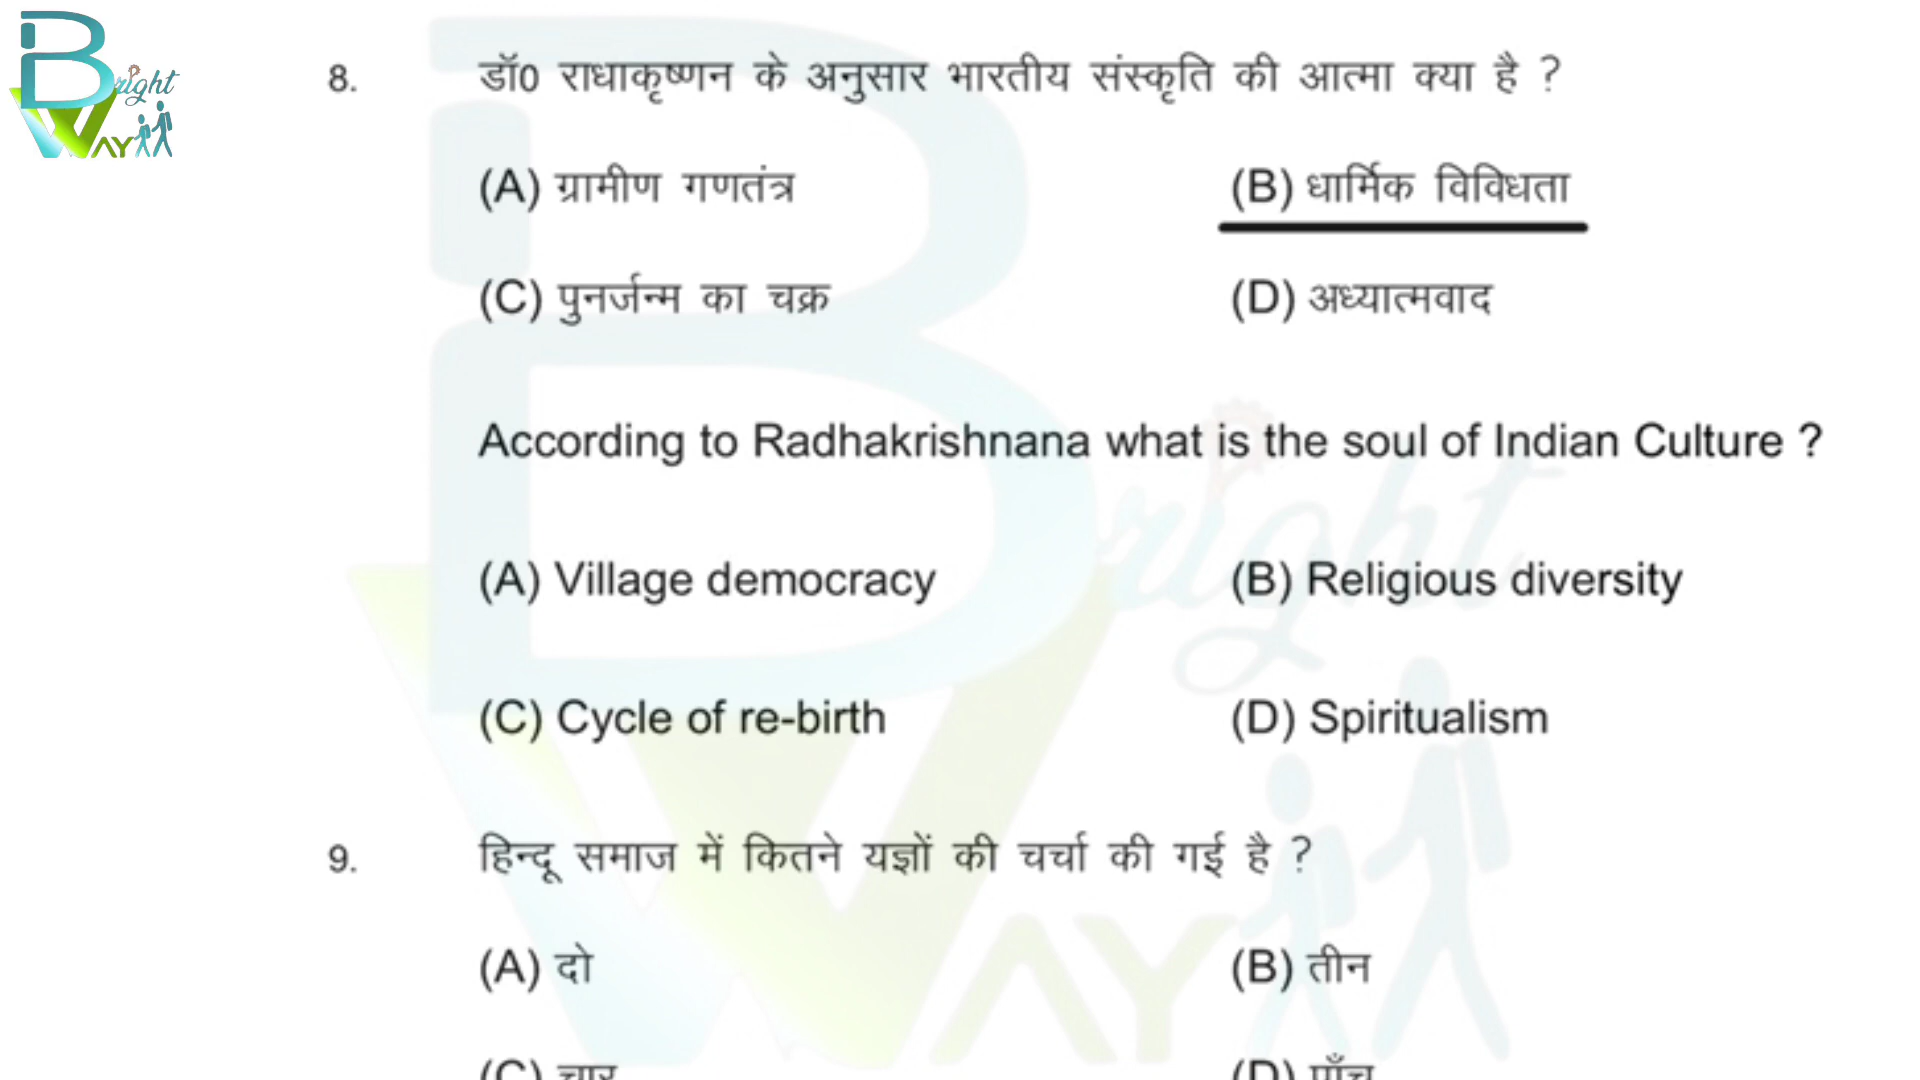 Bright
Way
8. डॉ0 राधाकृष्णन के अनुसार भारतीय संस्कृति की आत्मा क्या है ?
(A) ग्रामीण गणतंत्र (B) धार्मिक विविधता
(C) पुनर्जन्म का चक्र (D) अध्यात्मवाद
According to Radhakrishnana what is the soul of Indian Culture ?
(A) Village democracy (B) Religious diversity
(C) Cycle of re-birth (D) Spiritualism
9. हिन्दू समाज में कितने यज्ञों की चर्चा की गई है ?
(A) दो (B) तीन
(C) चार (D) पाँच